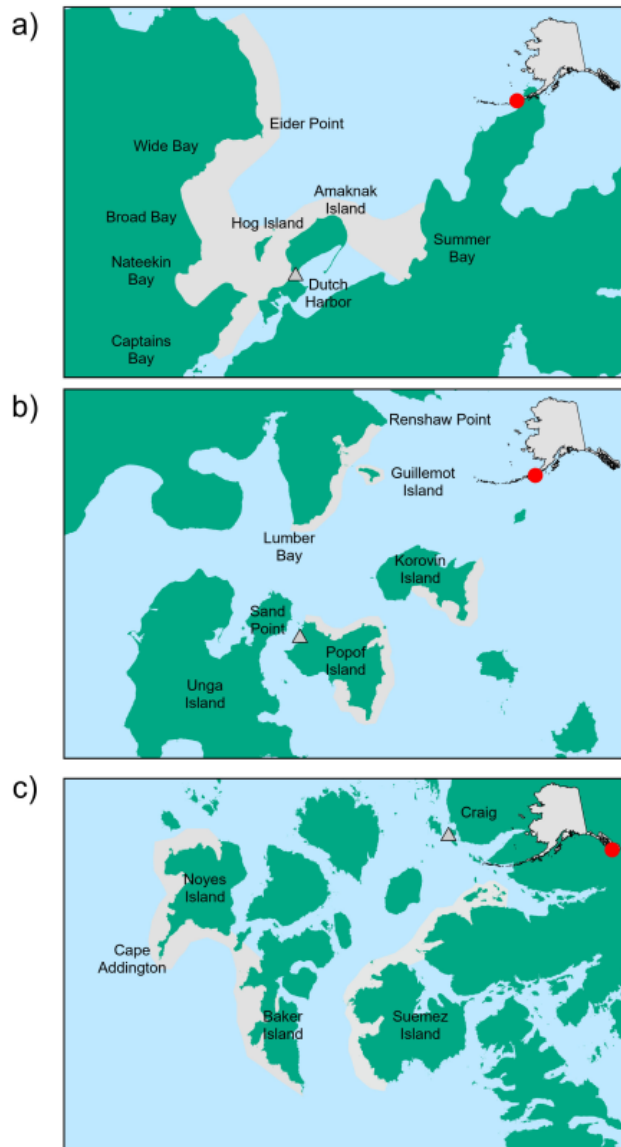 a)
Eider Point
Wide Bay
Amaknak
Island
Broad Bay
Hog Island
Summer
Bay
Nateekin
Bay
Dutch
Harbor
Captains
Bay
b)
Renshaw Point
Guillemot
Island
Lumber
Bay
Korovin
Island
Sand
Point
Popof
Island
Unga
Island
c)
Craig
Noyes
Island
Cape
Addington
Baker
Island
Suemez
Island